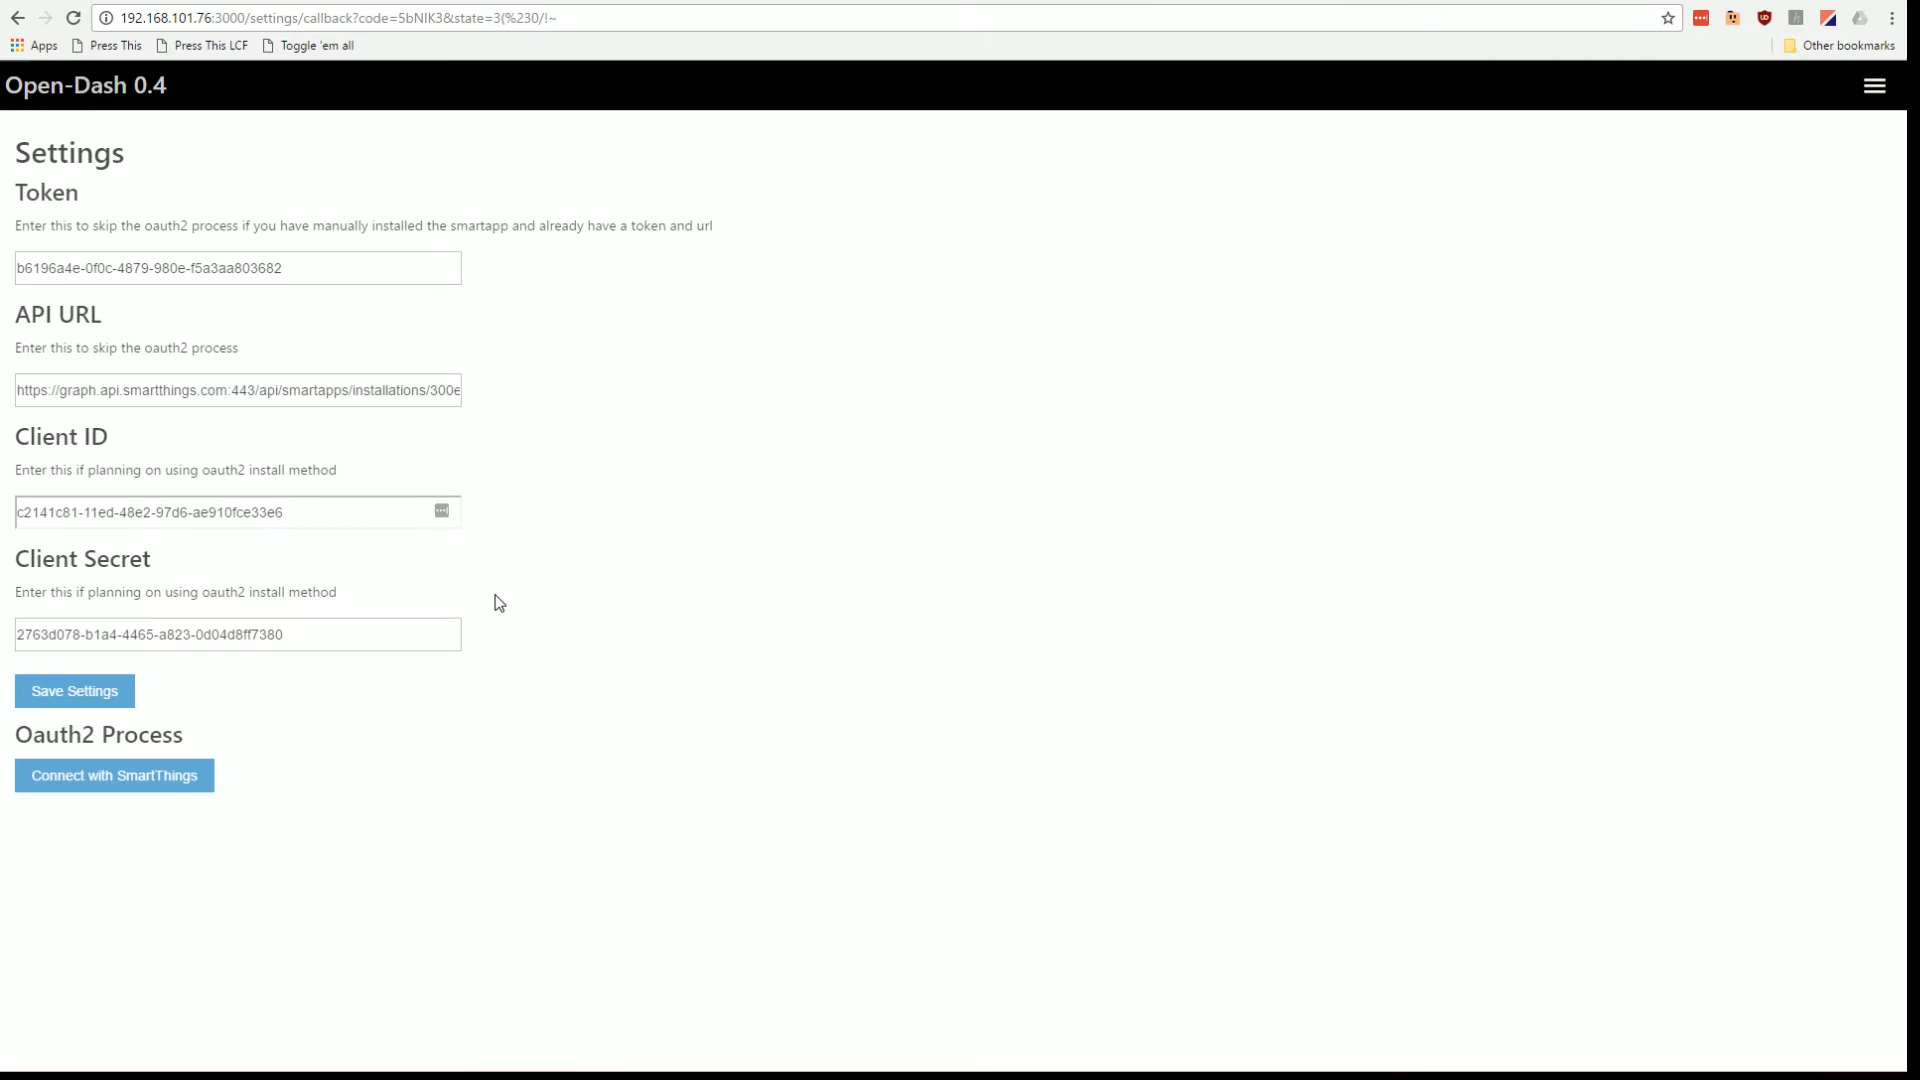 192.168.101.76:3000/settings/callback?code=5bNIK3&state=3(%230/!~
Apps Press This Press This LCF Toggle 'em all Other bookmarks
Open-Dash 0.4
Settings
Token
Enter this to skip the oauth2 process if you have manually installed the smartapp and already have a token and url
b6196a4e-0f0c-4879-980e-f5a3aa803682
API URL
Enter this to skip the oauth2 process
https://graph.api.smartthings.com:443/api/smartapps/installations/300e
Client ID
Enter this if planning on using oauth2 install method
c2141c81-11ed-48e2-97d6-ae910fce33e6
Client Secret
Enter this if planning on using oauth2 install method
2763d078-b1a4-4465-a823-0d04d8ff7380
Save Settings
Oauth2 Process
Connect with SmartThings